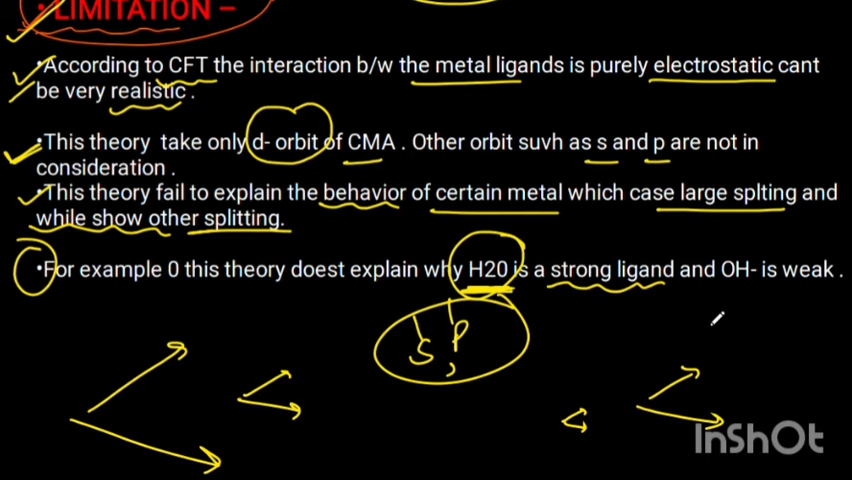 • LIMITATION –
•According to CFT the interaction b/w the metal ligands is purely electrostatic cant
be very realistic .
•This theory take only d- orbit of CMA . Other orbit suvh as s and p are not in
consideration .
•This theory fail to explain the behavior of certain metal which case large splting and
while show other splitting.
•For example 0 this theory doest explain why H20 is a strong ligand and OH- is weak .
S , P
InShOt